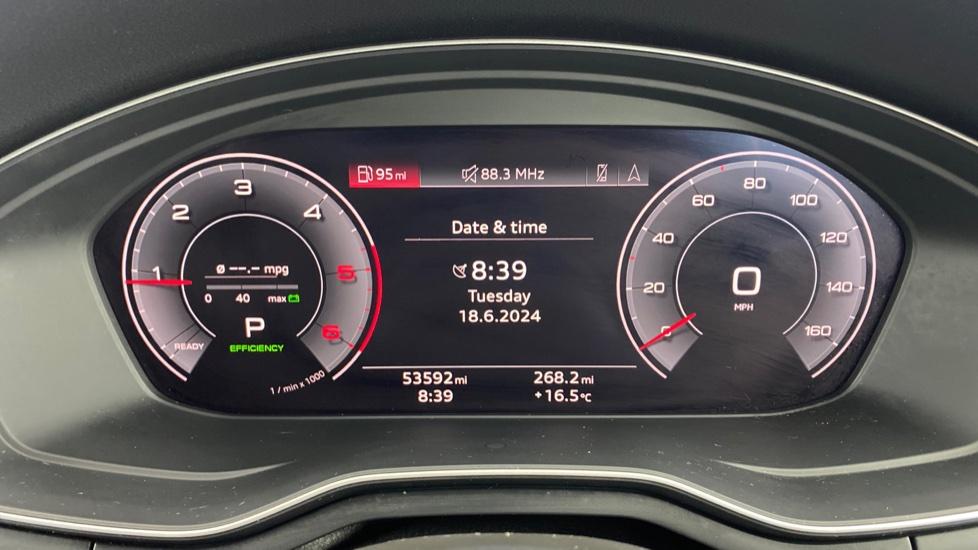 95 mi 88.3 MHz
Date & time
8:39
Tuesday
18.6.2024
53592 mi 268.2 mi
8:39 +16.5°C
1 2 3 4 5 6
ø --.- mpg
0 40 max
P
EFFICIENCY
READY
1 / min x 1000
0 20 40 60 80 100 120 140 160
0
MPH